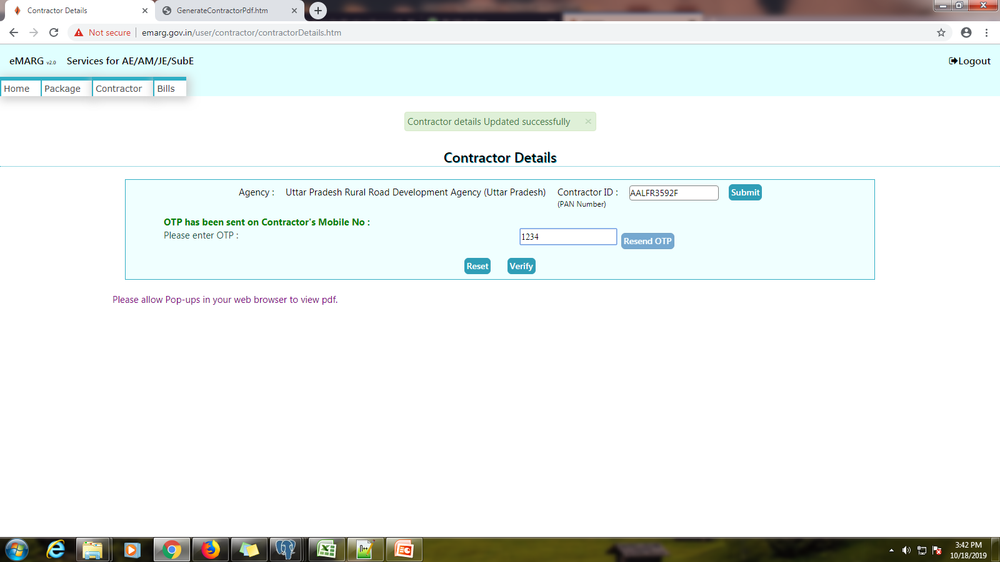 Contractor Details
GenerateContractorPdf.htm
Not secure
emarg.gov.in/user/contractor/contractorDetails.htm
eMARG v2.0 Services for AE/AM/JE/SubE
Logout
Home Package Contractor Bills
Contractor details Updated successfully ×
Contractor Details
Agency : Uttar Pradesh Rural Road Development Agency (Uttar Pradesh) Contractor ID : AALFR3592F Submit
(PAN Number)
OTP has been sent on Contractor's Mobile No :
Please enter OTP : 1234 Resend OTP
Reset Verify
Please allow Pop-ups in your web browser to view pdf.
3:42 PM
10/18/2019